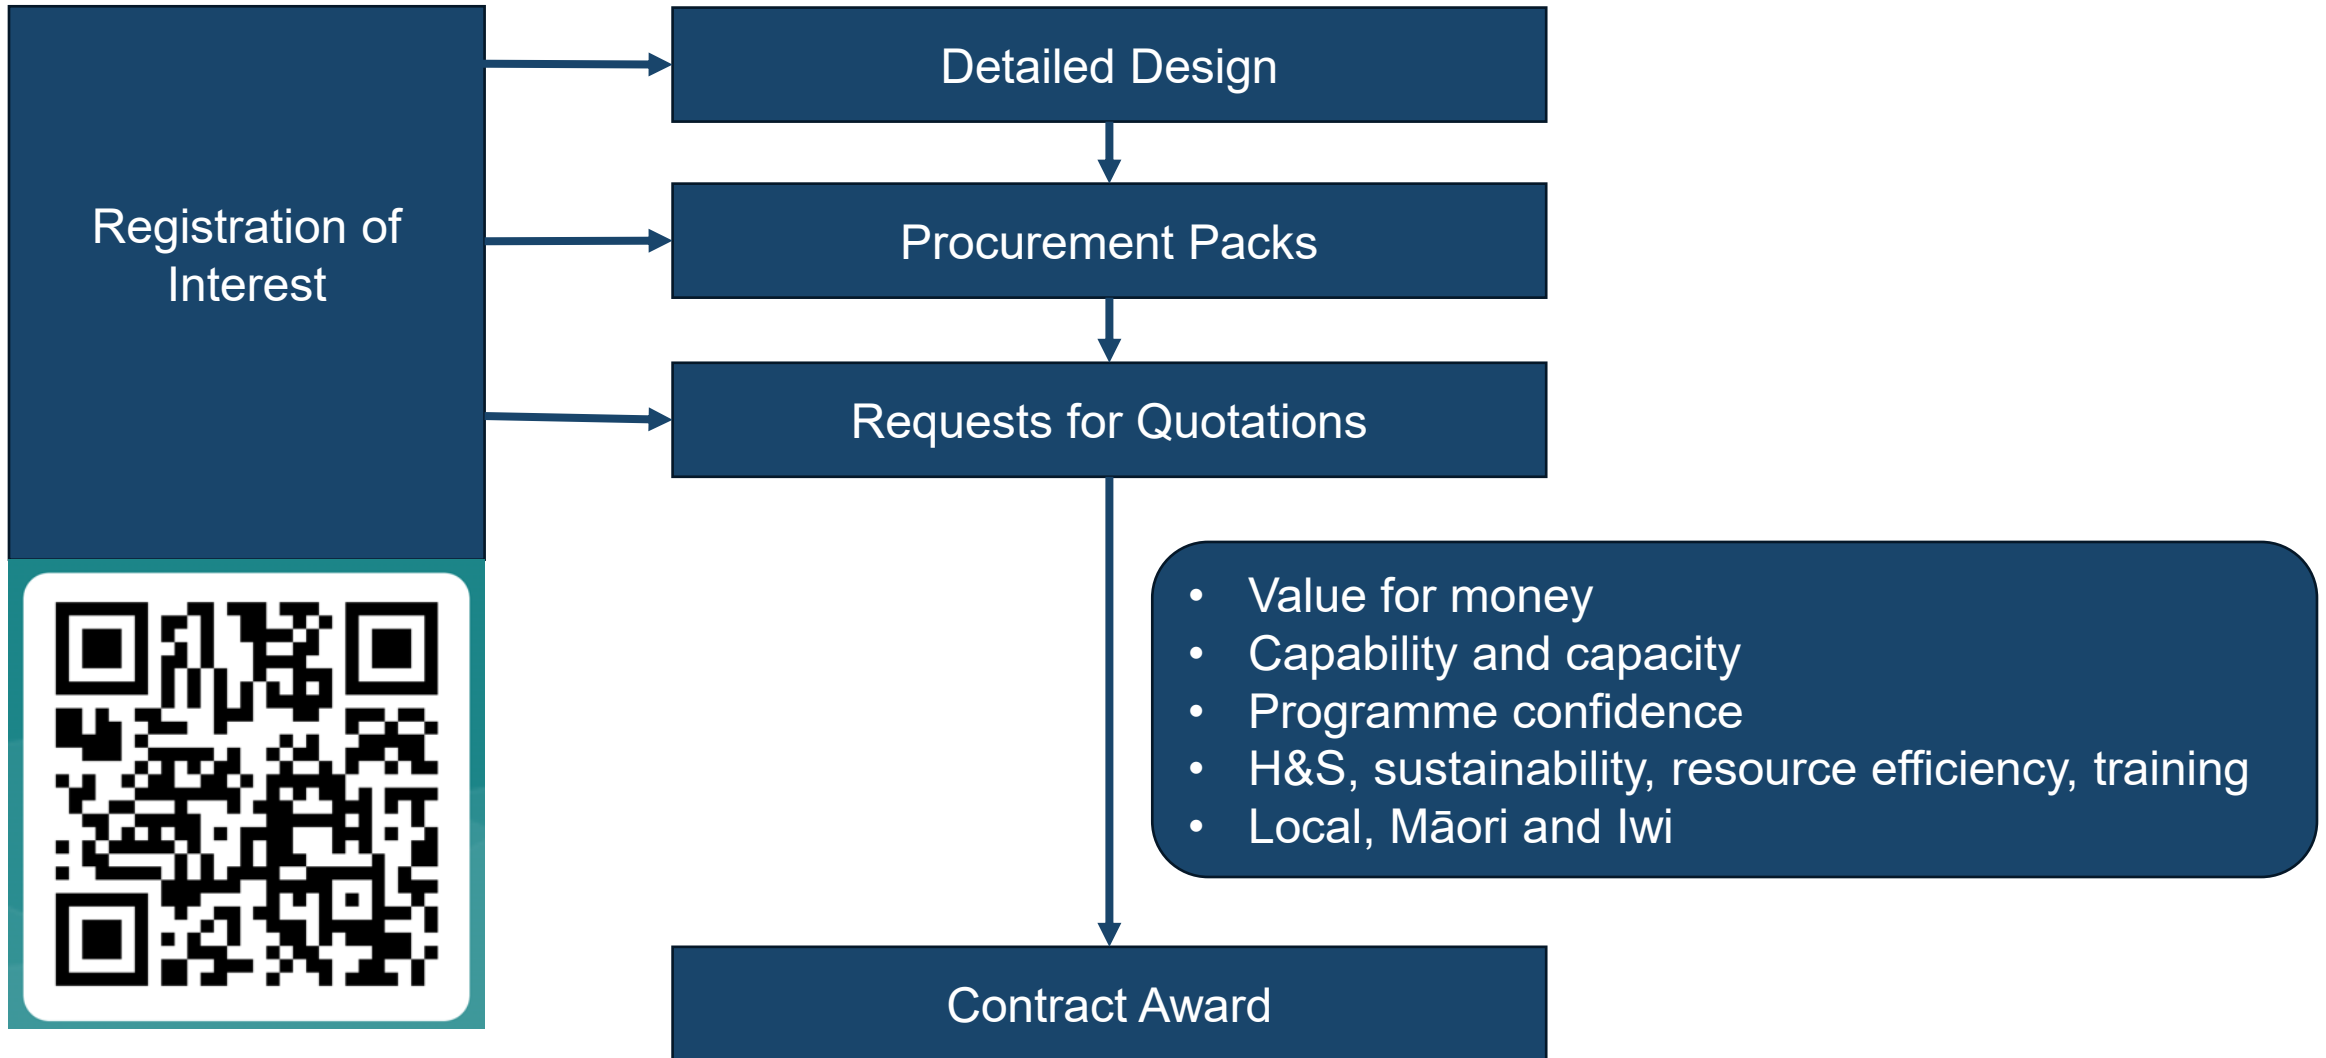 Registration of
Interest
Detailed Design
Procurement Packs
Requests for Quotations
• Value for money
• Capability and capacity
• Programme confidence
• H&S, sustainability, resource efficiency, training
• Local, Māori and Iwi
Contract Award